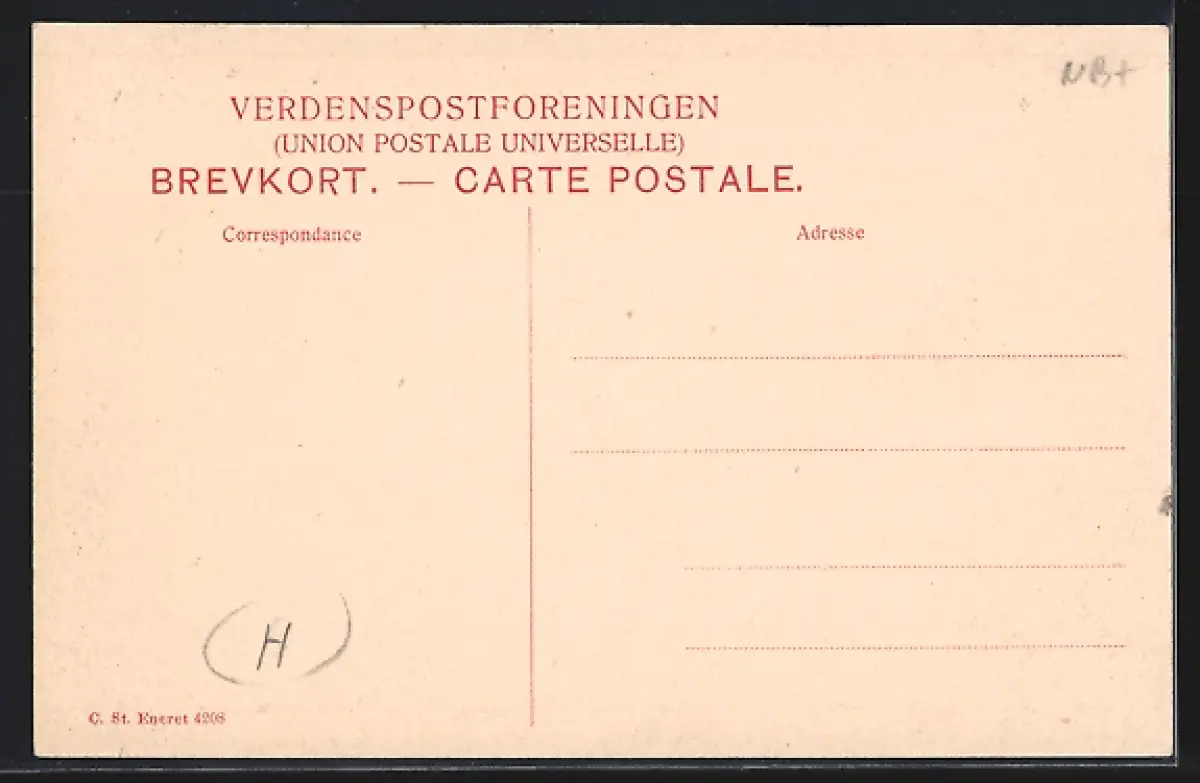 NB+
VERDENSPOSTFORENINGEN
(UNION POSTALE UNIVERSELLE)
BREVKORT. — CARTE POSTALE.
Correspondance
Adresse
(H)
C. St. Eneret 4208